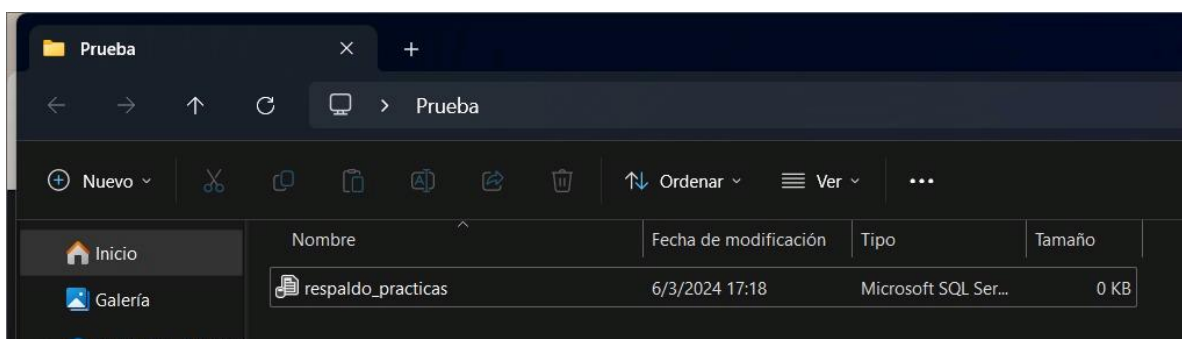 Prueba
Prueba
Nuevo Ordenar Ver
Nombre Fecha de modificación Tipo Tamaño
Inicio
respaldo_practicas 6/3/2024 17:18 Microsoft SQL Ser... 0 KB
Galería